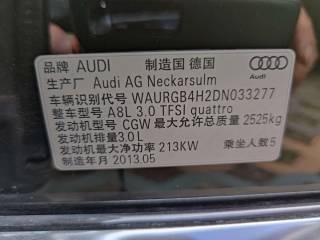 品牌 AUDI 制造国 德国
生产厂 Audi AG Neckarsulm
Audi
车辆识别代号 WAURGB4H2DN033277
整车型号 A8L 3.0 TFSI quattro
发动机型号 CGW 最大允许总质量 2525kg
发动机排量3.0L
发动机最大净功率 213KW 乘坐人数5
制造年月 2013.05